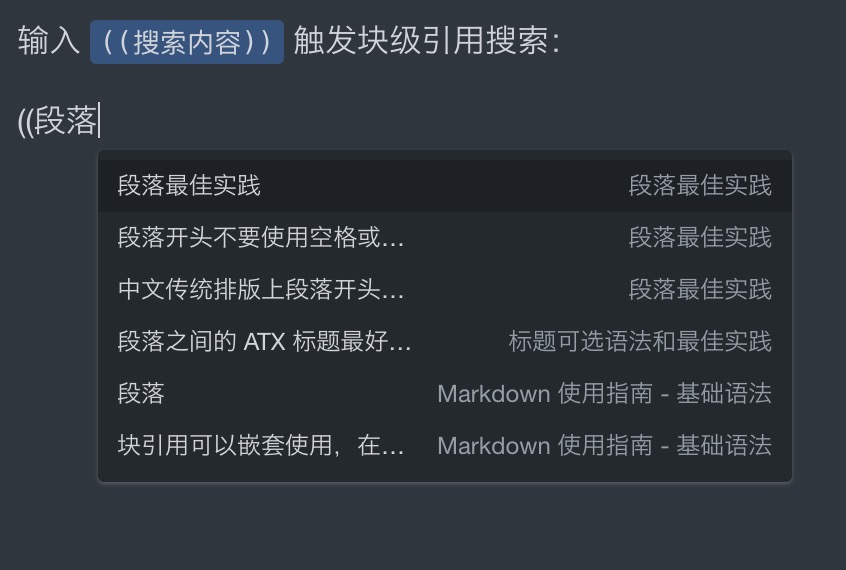 输入 ((搜索内容)) 触发块级引用搜索：
((段落
段落最佳实践 段落最佳实践
段落开头不要使用空格或… 段落最佳实践
中文传统排版上段落开头… 段落最佳实践
段落之间的 ATX 标题最好… 标题可选语法和最佳实践
段落 Markdown 使用指南 - 基础语法
块引用可以嵌套使用，在… Markdown 使用指南 - 基础语法